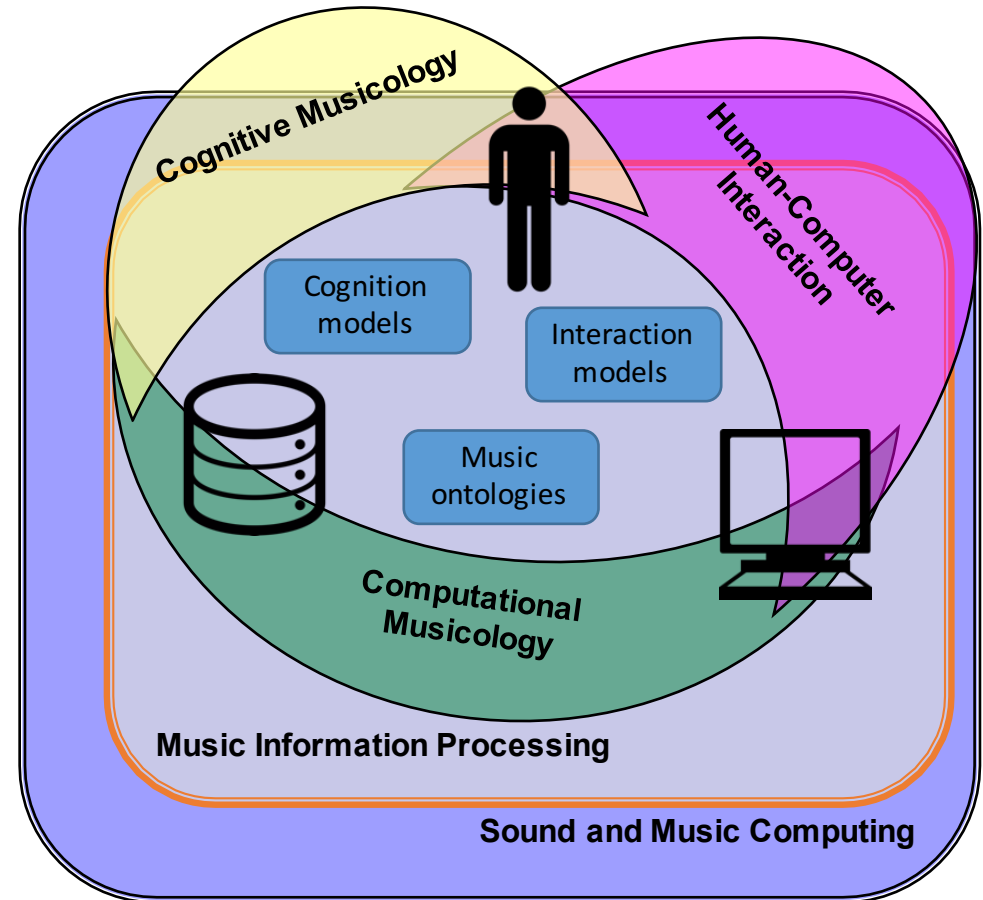 Cognitive Musicology
Human-Computer
Interaction
Cognition
models
Interaction
models
Music
ontologies
Computational
Musicology
Music Information Processing
Sound and Music Computing